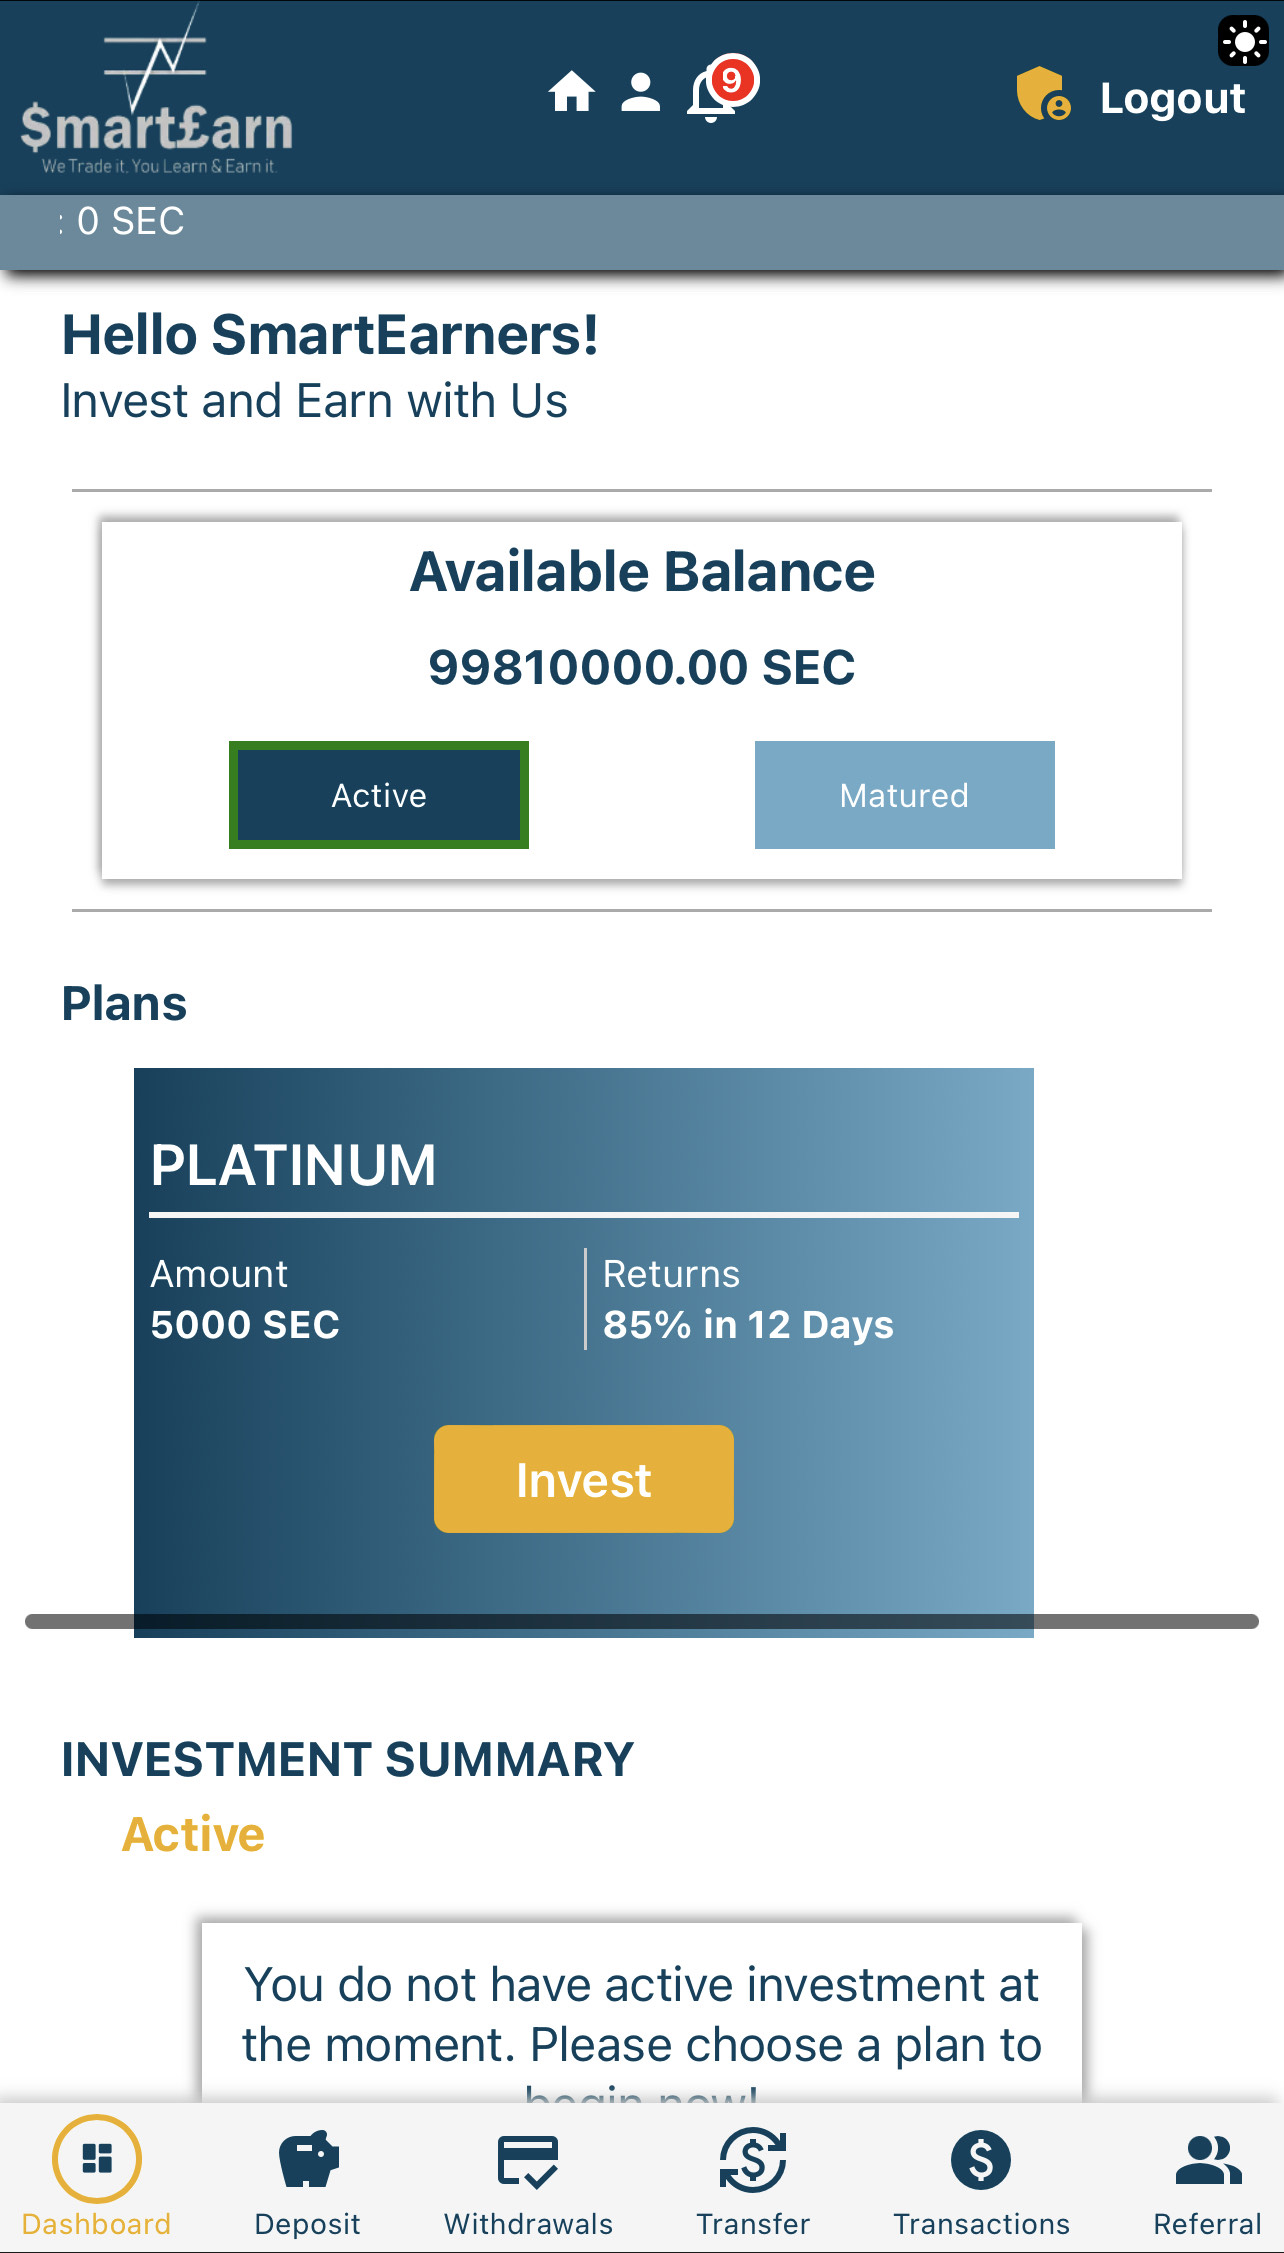 $mart£arn
We Trade it, You Learn & Earn it.
9
Logout
: 0 SEC
Hello SmartEarners!
Invest and Earn with Us
Available Balance
99810000.00 SEC
Active
Matured
Plans
PLATINUM
Amount
5000 SEC
Returns
85% in 12 Days
Invest
INVESTMENT SUMMARY
Active
You do not have active investment at
the moment. Please choose a plan to
begin now!
Dashboard
Deposit
Withdrawals
Transfer
Transactions
Referral